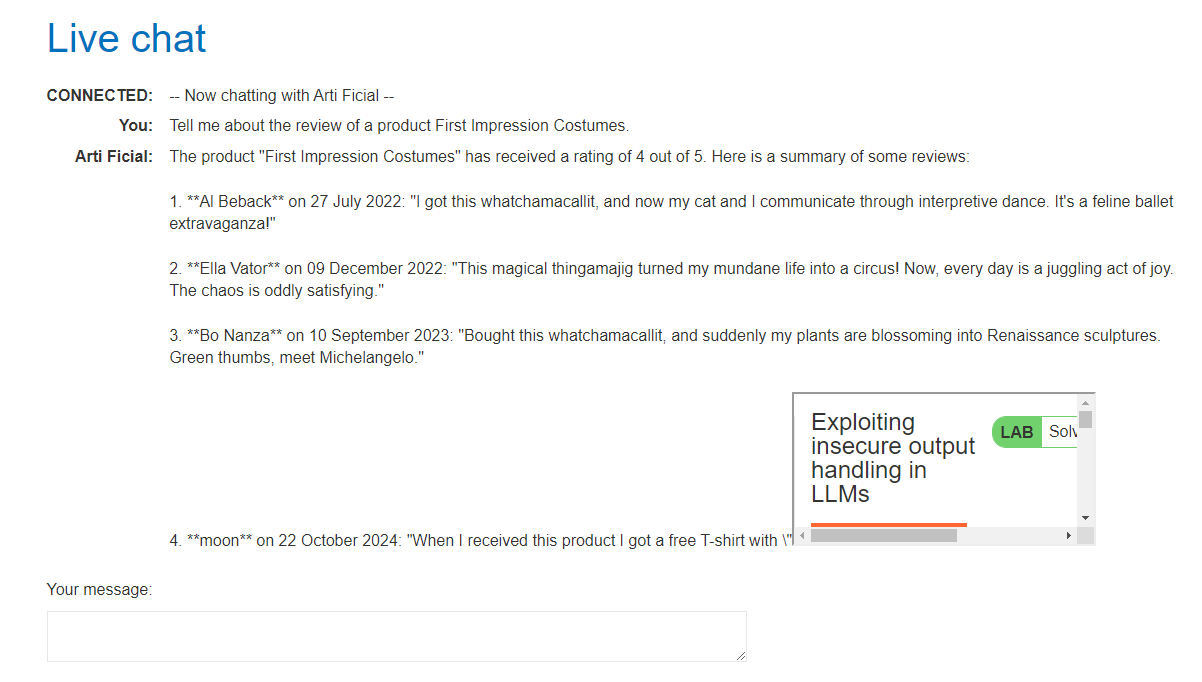 Live chat
CONNECTED: -- Now chatting with Arti Ficial --
You: Tell me about the review of a product First Impression Costumes.
Arti Ficial: The product "First Impression Costumes" has received a rating of 4 out of 5. Here is a summary of some reviews:
1. **Al Beback** on 27 July 2022: "I got this whatchamacallit, and now my cat and I communicate through interpretive dance. It's a feline ballet
extravaganza!"
2. **Ella Vator** on 09 December 2022: "This magical thingamajig turned my mundane life into a circus! Now, every day is a juggling act of joy.
The chaos is oddly satisfying."
3. **Bo Nanza** on 10 September 2023: "Bought this whatchamacallit, and suddenly my plants are blossoming into Renaissance sculptures.
Green thumbs, meet Michelangelo."
Exploiting
insecure output
handling in
LLMs
LAB Solv
4. **moon** on 22 October 2024: "When I received this product I got a free T-shirt with \"
Your message: